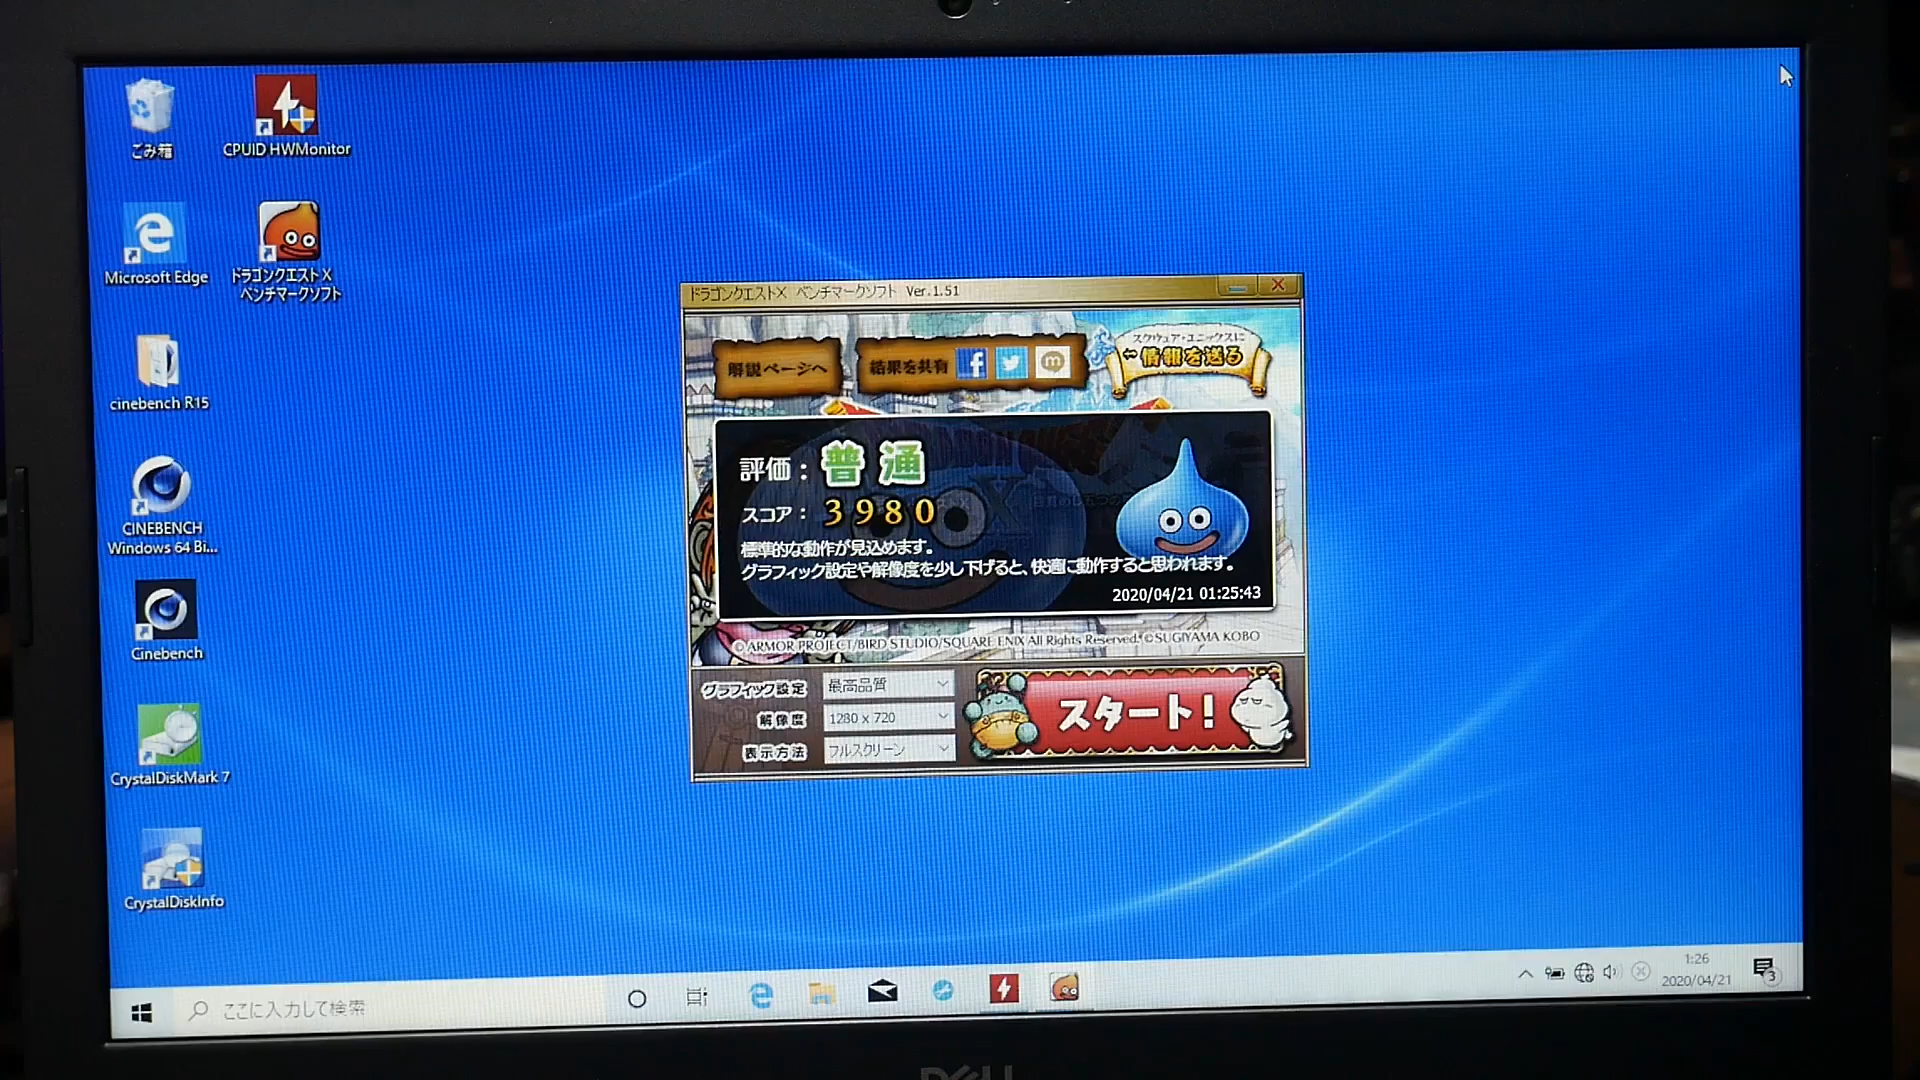 ごみ箱
CPUID HWMonitor
Microsoft Edge
ドラゴンクエストX
ベンチマークソフト
cinebench R15
CINEBENCH
Windows 64 Bi...
Cinebench
CrystalDiskMark 7
CrystalDiskInfo
ドラゴンクエストX ベンチマークソフト Ver.1.51
解説ページへ
結果を共有
スクウェア・エニックスに
情報を送る
評価：普通
スコア：3980
標準的な動作が見込めます。
グラフィック設定や解像度を少し下げると、快適に動作すると思われます。
2020/04/21 01:25:43
©ARMOR PROJECT/BIRD STUDIO/SQUARE ENIX All Rights Reserved.©SUGIYAMA KOBO
グラフィック設定 最高品質
解像度 1280 x 720
表示方法 フルスクリーン
スタート！
ここに入力して検索
1:26
2020/04/21
3
DELL